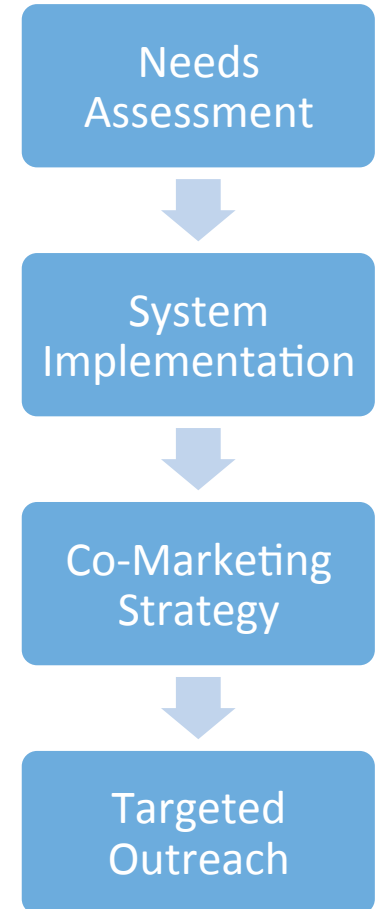 Needs
Assessment
System
Implementation
Co-Marketing
Strategy
Targeted
Outreach